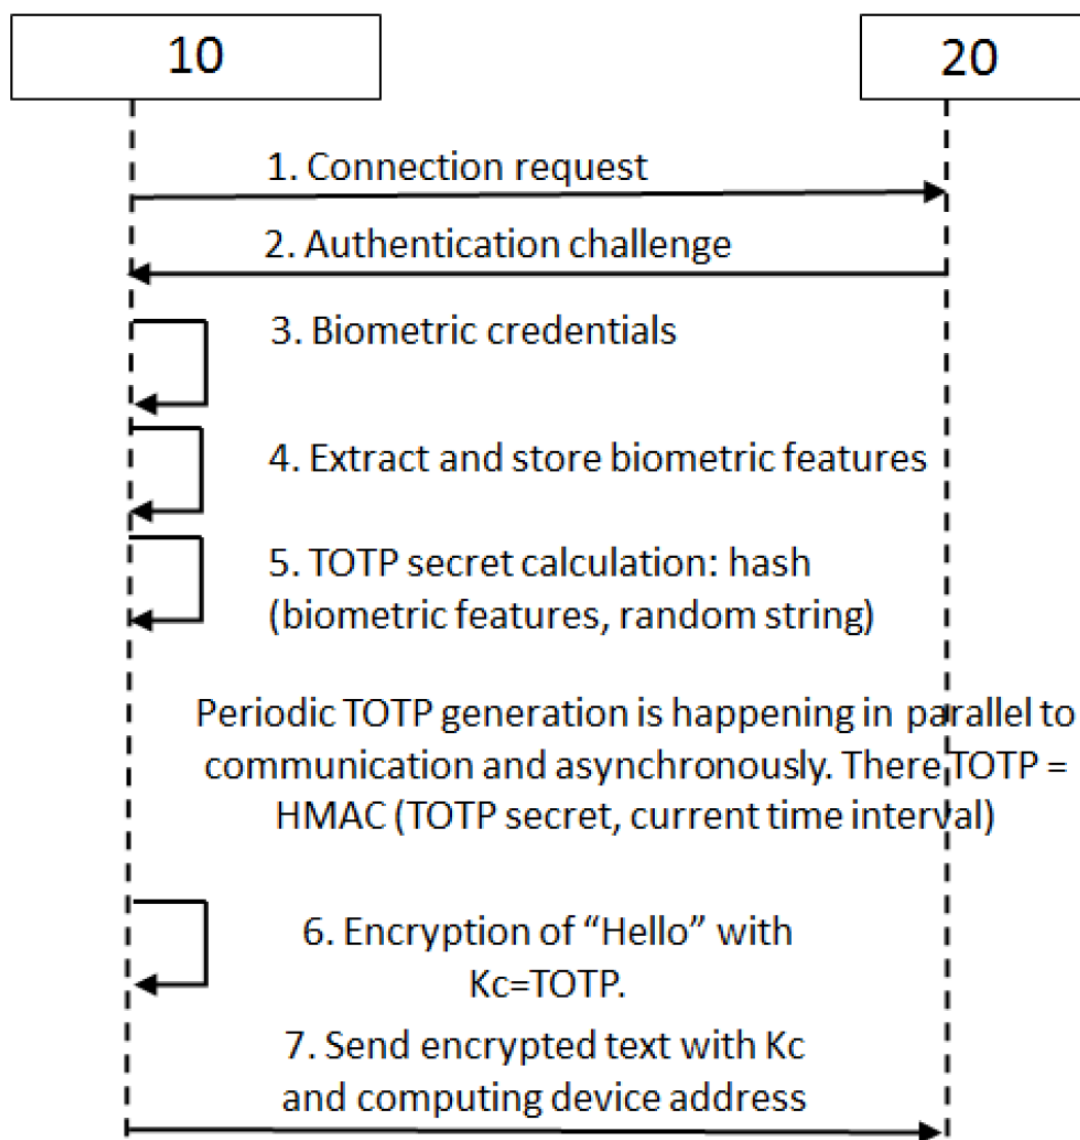 10
20
1. Connection request
2. Authentication challenge
3. Biometric credentials
4. Extract and store biometric features
5. TOTP secret calculation: hash
(biometric features, random string)
Periodic TOTP generation is happening in parallel to
communication and asynchronously. There TOTP =
HMAC (TOTP secret, current time interval)
6. Encryption of “Hello” with
Kc=TOTP.
7. Send encrypted text with Kc
and computing device address